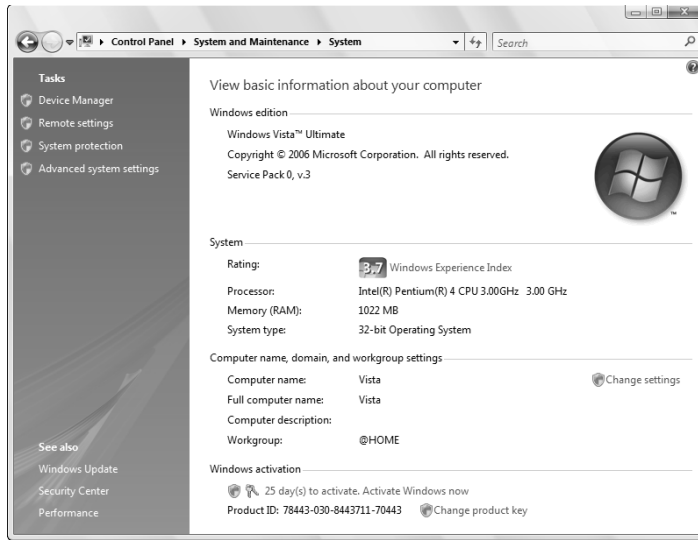 Control Panel ▸ System and Maintenance ▸ System
Search
Tasks
Device Manager
Remote settings
System protection
Advanced system settings
See also
Windows Update
Security Center
Performance
View basic information about your computer
Windows edition
Windows Vista™ Ultimate
Copyright © 2006 Microsoft Corporation. All rights reserved.
Service Pack 0, v.3
TM
System
Rating: 3.7 Windows Experience Index
Processor: Intel(R) Pentium(R) 4 CPU 3.00GHz 3.00 GHz
Memory (RAM): 1022 MB
System type: 32-bit Operating System
Computer name, domain, and workgroup settings
Computer name: Vista Change settings
Full computer name: Vista
Computer description:
Workgroup: @HOME
Windows activation
25 day(s) to activate. Activate Windows now
Product ID: 78443-030-8443711-70443 Change product key